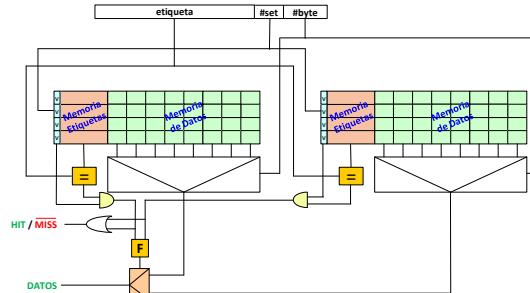 etiqueta #set #byte
v
v
v
v
Memoria
Etiquetas
Memoria
de Datos
v
v
v
v
Memoria
Etiquetas
Memoria
de Datos
=
=
HIT / MISS
F
DATOS